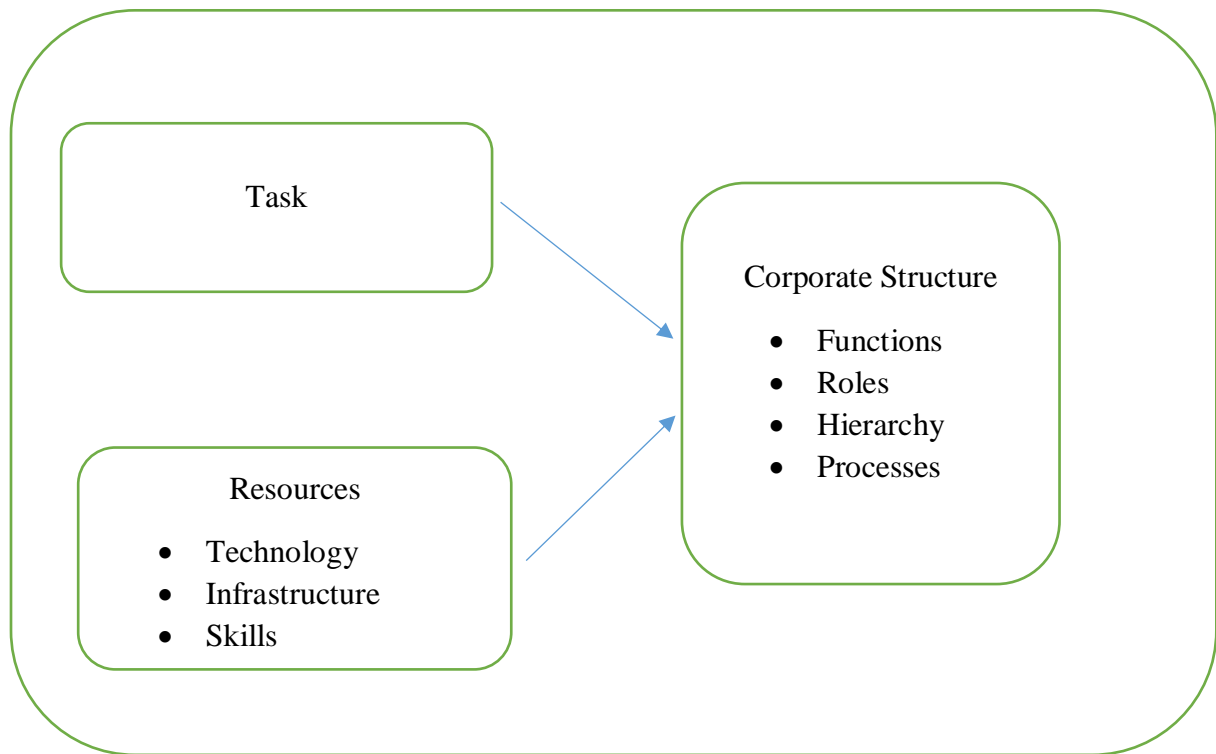 Task
Corporate Structure
• Functions
• Roles
• Hierarchy
• Processes
Resources
• Technology
• Infrastructure
• Skills